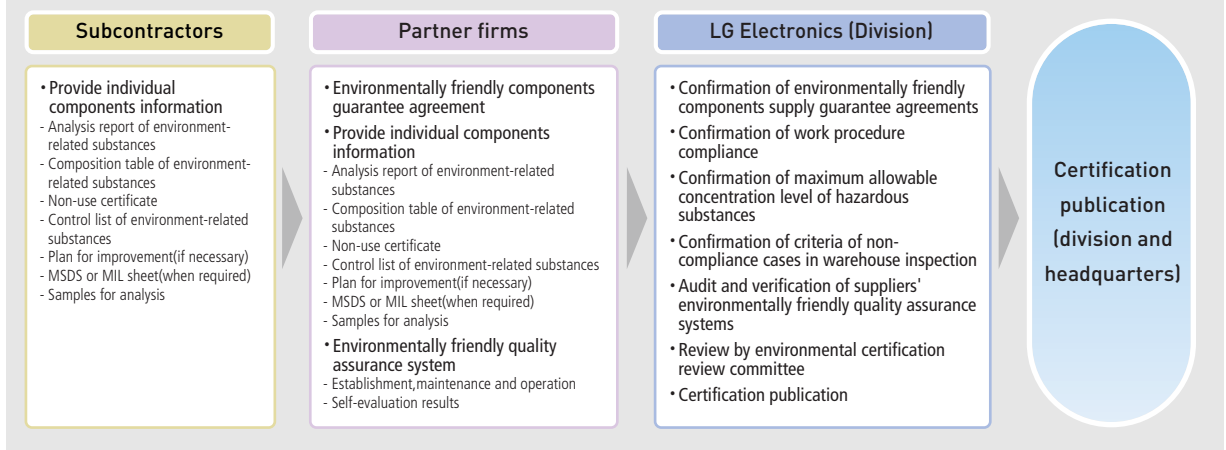 Subcontractors
• Provide individual
components information
- Analysis report of environment-
related substances
- Composition table of environment-
related substances
- Non-use certificate
- Control list of environment-related
substances
- Plan for improvement(if necessary)
- MSDS or MIL sheet(when required)
- Samples for analysis
Partner firms
• Environmentally friendly components
guarantee agreement
• Provide individual components
information
- Analysis report of environment-related
substances
- Composition table of environment-related
substances
- Non-use certificate
- Control list of environment-related substances
- Plan for improvement(if necessary)
- MSDS or MIL sheet(when required)
- Samples for analysis
• Environmentally friendly quality
assurance system
- Establishment,maintenance and operation
- Self-evaluation results
LG Electronics (Division)
• Confirmation of environmentally friendly
components supply guarantee agreements
• Confirmation of work procedure
compliance
• Confirmation of maximum allowable
concentration level of hazardous
substances
• Confirmation of criteria of non-
compliance cases in warehouse inspection
• Audit and verification of suppliers'
environmentally friendly quality assurance
systems
• Review by environmental certification
review committee
• Certification publication
Certification
publication
(division and
headquarters)